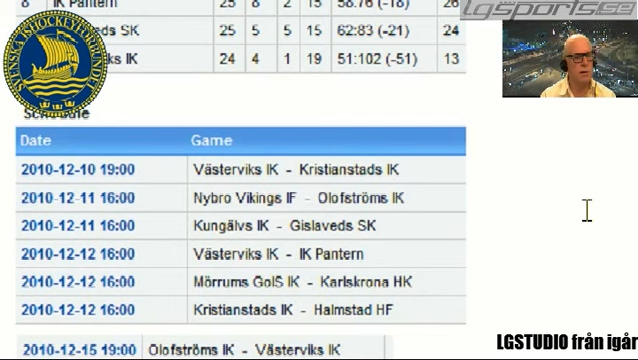 8 IK Pantern 25 8 2 15 58:76 (-18) 26
veds SK 25 5 5 15 62:83 (-21) 24
ks IK 24 4 1 19 51:102 (-51) 13
lgsports.se
SVENSKA ISHOCKEYFÖRBUNDET
Schedule
Date Game
2010-12-10 19:00 Västerviks IK - Kristianstads IK
2010-12-11 16:00 Nybro Vikings IF - Olofströms IK
2010-12-11 16:00 Kungälvs IK - Gislaveds SK
2010-12-12 16:00 Västerviks IK - IK Pantern
2010-12-12 16:00 Mörrums GoIS IK - Karlskrona HK
2010-12-12 16:00 Kristianstads IK - Halmstad HF
2010-12-15 19:00 Olofströms IK - Västerviks IK
LGSTUDIO från igår